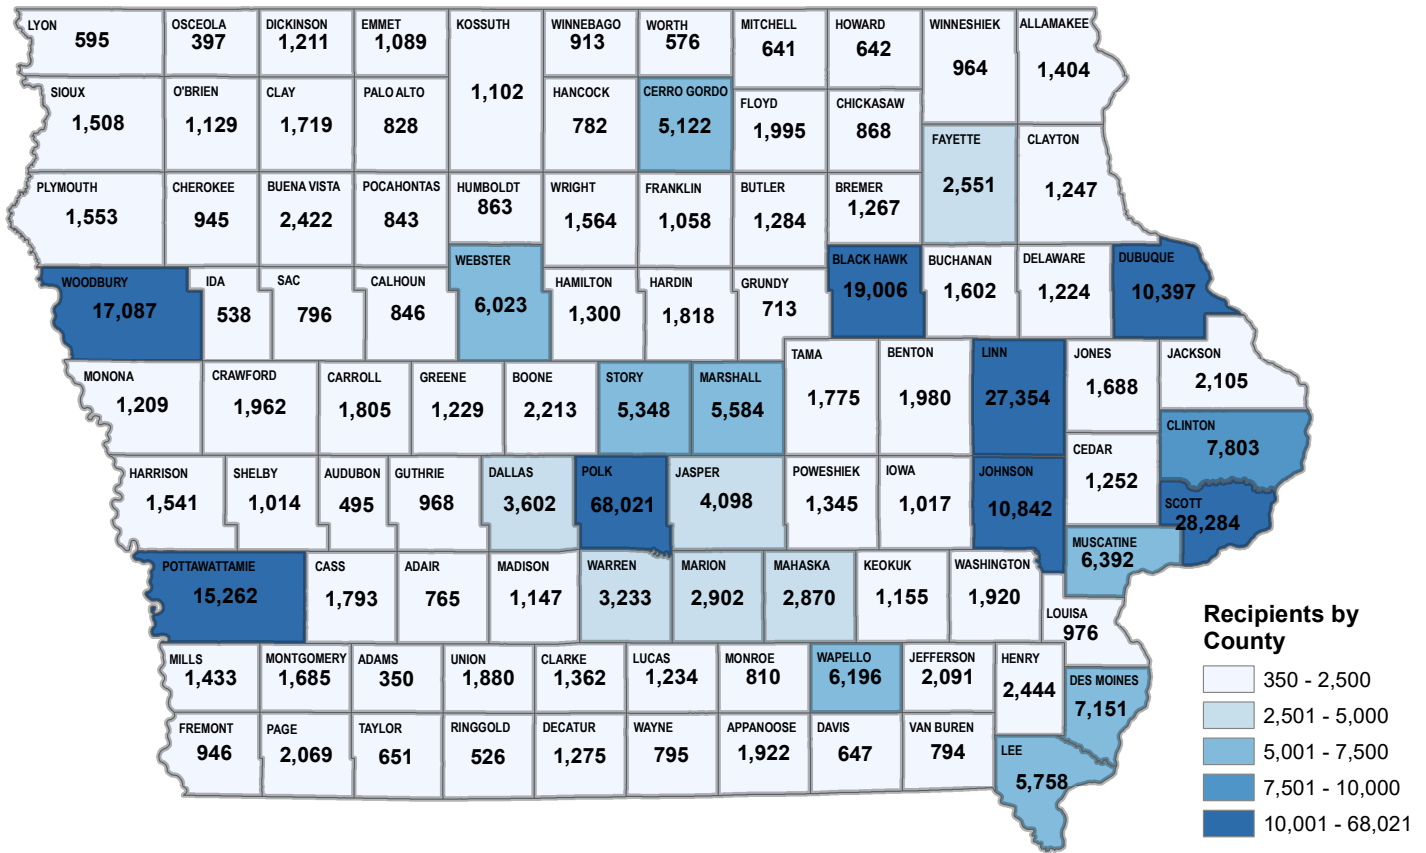 LYON
595
OSCEOLA
397
DICKINSON
1,211
EMMET
1,089
KOSSUTH
1,102
WINNEBAGO
913
WORTH
576
MITCHELL
641
HOWARD
642
WINNESHIEK
964
ALLAMAKEE
1,404
SIOUX
1,508
O'BRIEN
1,129
CLAY
1,719
PALO ALTO
828
HANCOCK
782
CERRO GORDO
5,122
FLOYD
1,995
CHICKASAW
868
FAYETTE
2,551
CLAYTON
1,247
PLYMOUTH
1,553
CHEROKEE
945
BUENA VISTA
2,422
POCAHONTAS
843
HUMBOLDT
863
WRIGHT
1,564
FRANKLIN
1,058
BUTLER
1,284
BREMER
1,267
WOODBURY
17,087
IDA
538
SAC
796
CALHOUN
846
WEBSTER
6,023
HAMILTON
1,300
HARDIN
1,818
GRUNDY
713
BLACK HAWK
19,006
BUCHANAN
1,602
DELAWARE
1,224
DUBUQUE
10,397
MONONA
1,209
CRAWFORD
1,962
CARROLL
1,805
GREENE
1,229
BOONE
2,213
STORY
5,348
MARSHALL
5,584
TAMA
1,775
BENTON
1,980
LINN
27,354
JONES
1,688
JACKSON
2,105
CLINTON
7,803
HARRISON
1,541
SHELBY
1,014
AUDUBON
495
GUTHRIE
968
DALLAS
3,602
POLK
68,021
JASPER
4,098
POWESHIEK
1,345
IOWA
1,017
JOHNSON
10,842
CEDAR
1,252
SCOTT
28,284
MUSCATINE
6,392
POTTAWATTAMIE
15,262
CASS
1,793
ADAIR
765
MADISON
1,147
WARREN
3,233
MARION
2,902
MAHASKA
2,870
KEOKUK
1,155
WASHINGTON
1,920
LOUISA
976
MILLS
1,433
MONTGOMERY
1,685
ADAMS
350
UNION
1,880
CLARKE
1,362
LUCAS
1,234
MONROE
810
WAPELLO
6,196
JEFFERSON
2,091
HENRY
2,444
DES MOINES
7,151
FREMONT
946
PAGE
2,069
TAYLOR
651
RINGGOLD
526
DECATUR
1,275
WAYNE
795
APPANOOSE
1,922
DAVIS
647
VAN BUREN
794
LEE
5,758
Recipients by
County
350 - 2,500
2,501 - 5,000
5,001 - 7,500
7,501 - 10,000
10,001 - 68,021